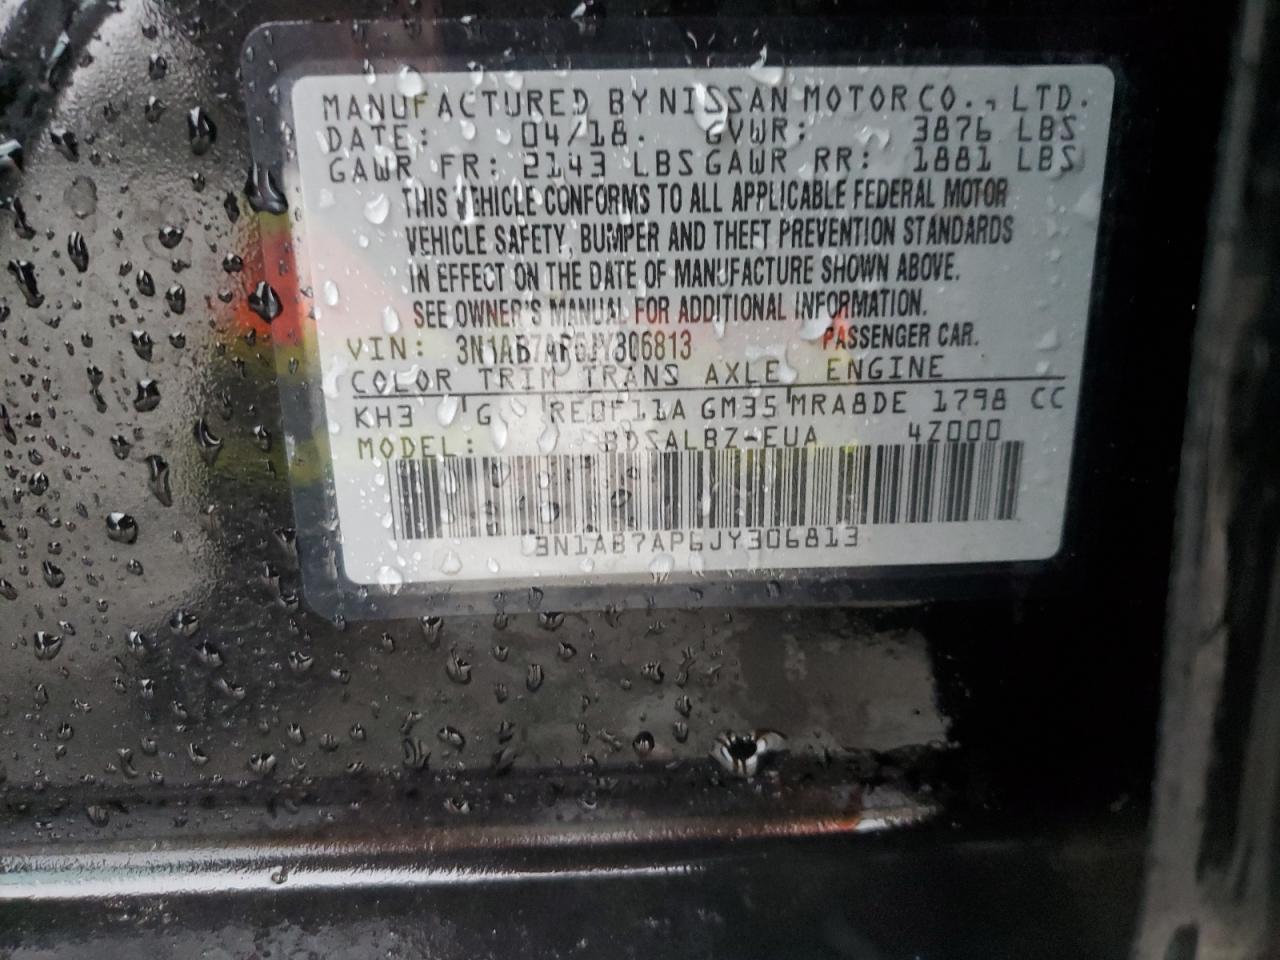 MANUFACTURED BY NISSAN MOTOR CO., LTD.
DATE: 04/18. GVWR: 3876 LBS
GAWR FR: 2143 LBS GAWR RR: 1881 LBS
THIS VEHICLE CONFORMS TO ALL APPLICABLE FEDERAL MOTOR
VEHICLE SAFETY, BUMPER AND THEFT PREVENTION STANDARDS
IN EFFECT ON THE DATE OF MANUFACTURE SHOWN ABOVE.
SEE OWNER'S MANUAL FOR ADDITIONAL INFORMATION.
VIN: 3N1AB7AP6JY306813 PASSENGER CAR.
COLOR TRIM TRANS AXLE ENGINE
KH3 G RE0F11A GM35 MRA8DE 1798 CC
MODEL: BDSALBZ-EUA 4Z000
3N1AB7AP6JY306813